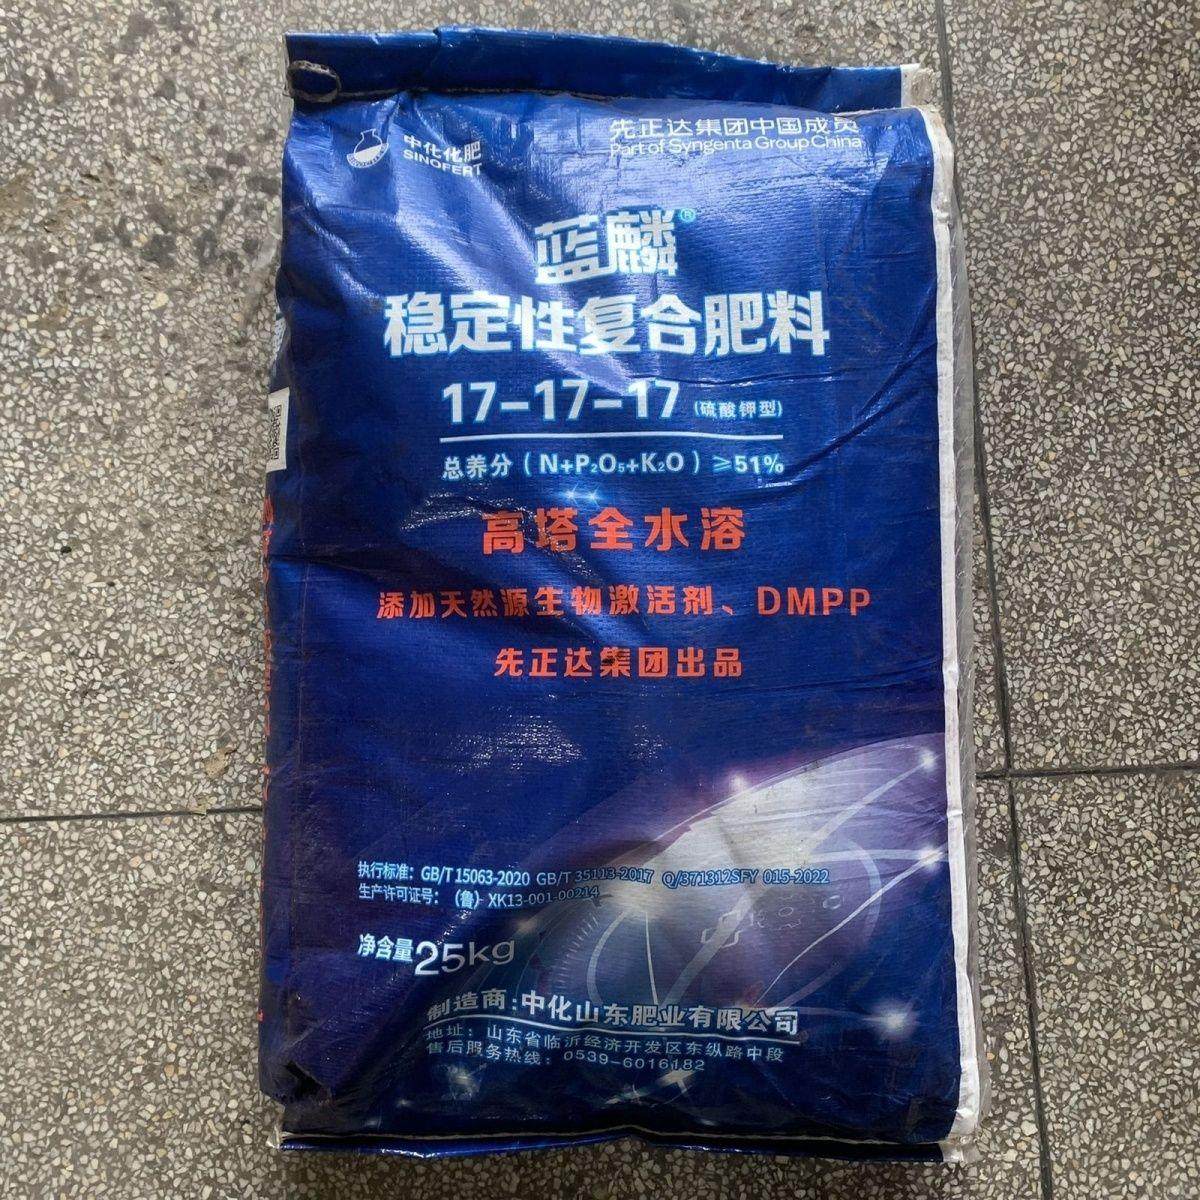 中化化肥
SINOFERT
先正达集团中国成员
Part of Syngenta Group China
蓝麟®
稳定性复合肥料
17-17-17 (硫酸钾型)
总养分（N+P₂O₅+K₂O）≥51%
高塔全水溶
添加天然源生物激活剂、DMPP
先正达集团出品
执行标准：GB/T 15063-2020 GB/T 35113-2017 Q/371312SFY 015-2022
生产许可证号：（鲁）XK13-001-00214
净含量25kg
制造商：中化山东肥业有限公司
地址：山东省临沂经济开发区东纵路中段
售后服务热线：0539-6016182